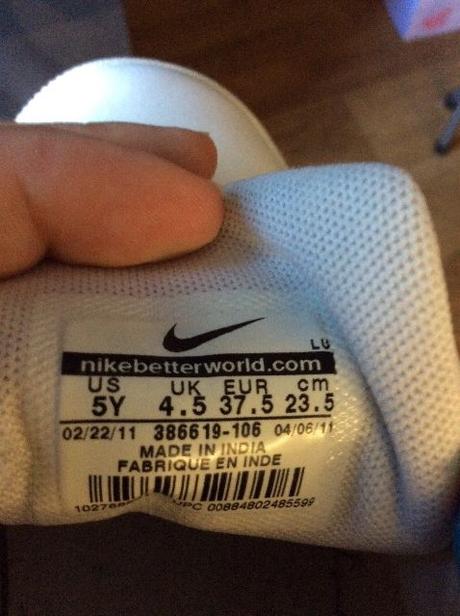 LU
nikebetterworld.com
US UK EUR cm
5Y 4.5 37.5 23.5
02/22/11 386619-106 04/06/11
MADE IN INDIA
FABRIQUE EN INDE
UPC 00884802485599